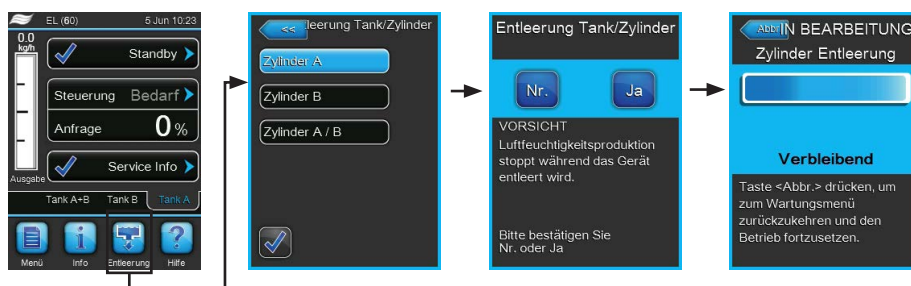 EL (60) 5 Jun 10:23
0.0
kg/h
Standby
Steuerung Bedarf
Anfrage 0 %
Service Info
Ausgabe
Tank A+B Tank B Tank A
Menü Info Entleerung Hilfe
<< leerung Tank/Zylinder
Zylinder A
Zylinder B
Zylinder A / B
Entleerung Tank/Zylinder
Nr. Ja
VORSICHT
Luftfeuchtigkeitsproduktion
stoppt während das Gerät
entleert wird.
Bitte bestätigen Sie
Nr. oder Ja
Abbr IN BEARBEITUNG
Zylinder Entleerung
Verbleibend
Taste <Abbr.> drücken, um
zum Wartungsmenü
zurückzukehren und den
Betrieb fortzusetzen.